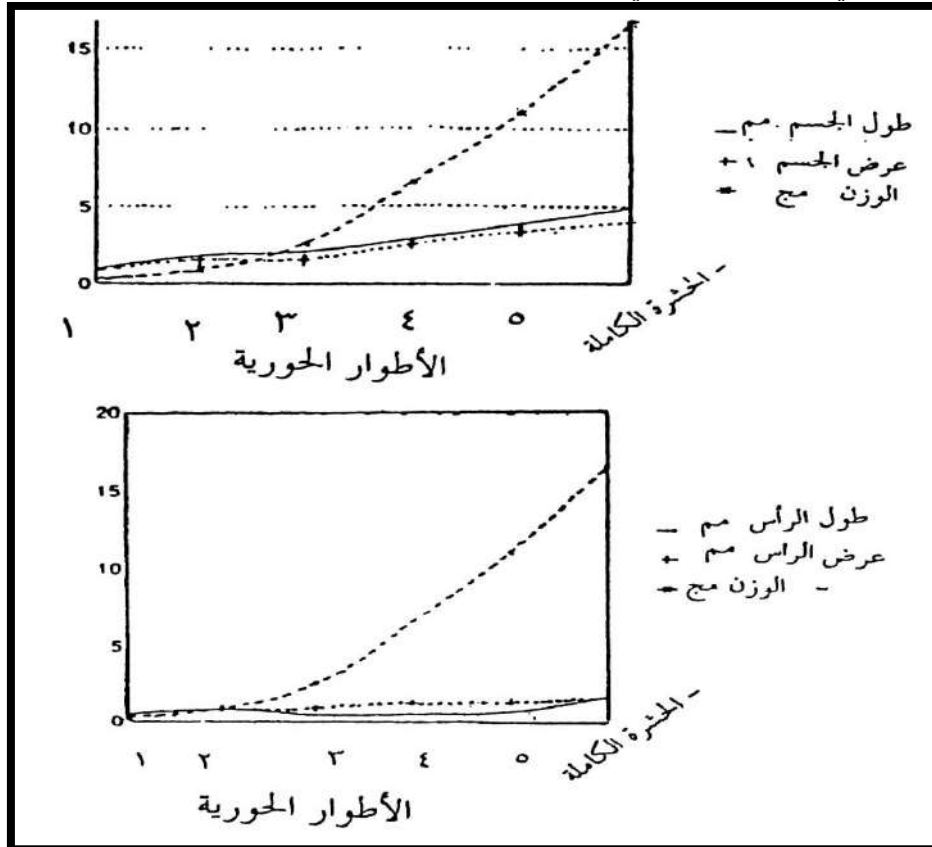 15
10
5
0
طول الجسم . مم
عرض الجسم ١
الوزن مج
١ ٢ ٣ ٤ ٥ الحشرة الكاملة -
الأطوار الحورية
20
15
10
5
0
طول الرأس مم
عرض الراس مم
- الوزن مج
١ ٢ ٣ ٤ ٥ الحشرة الكاملة -
الأطوار الحورية